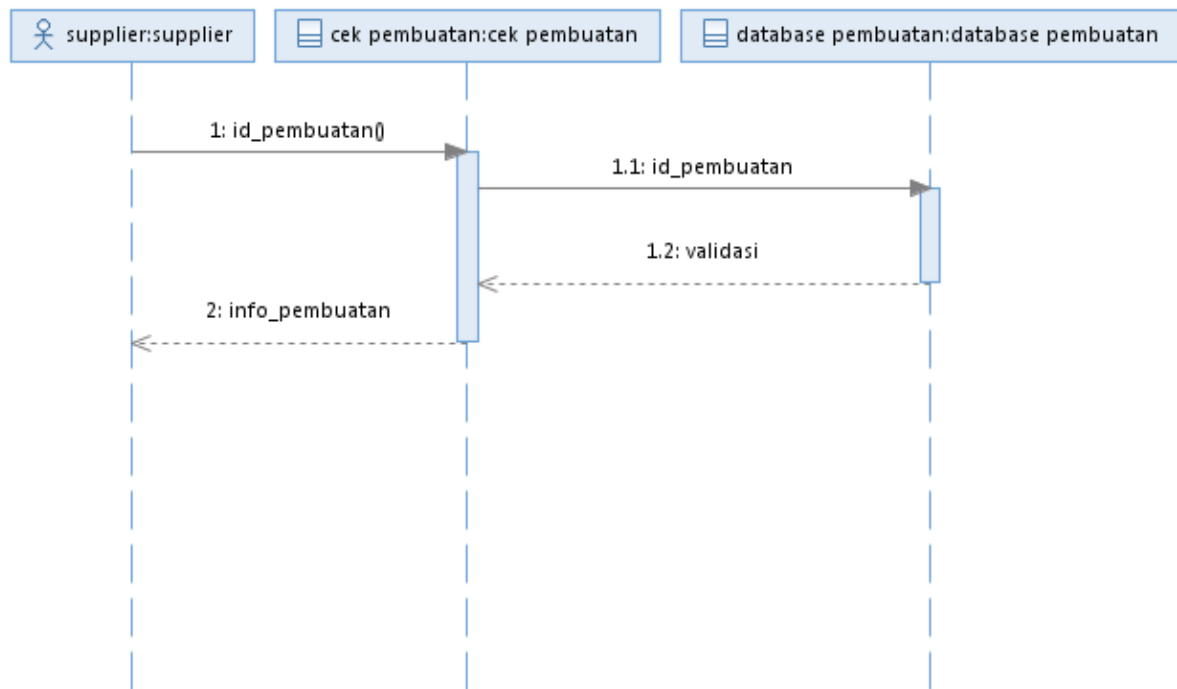 supplier:supplier
cek pembuatan:cek pembuatan
database pembuatan:database pembuatan
1: id_pembuatan()
1.1: id_pembuatan
1.2: validasi
2: info_pembuatan